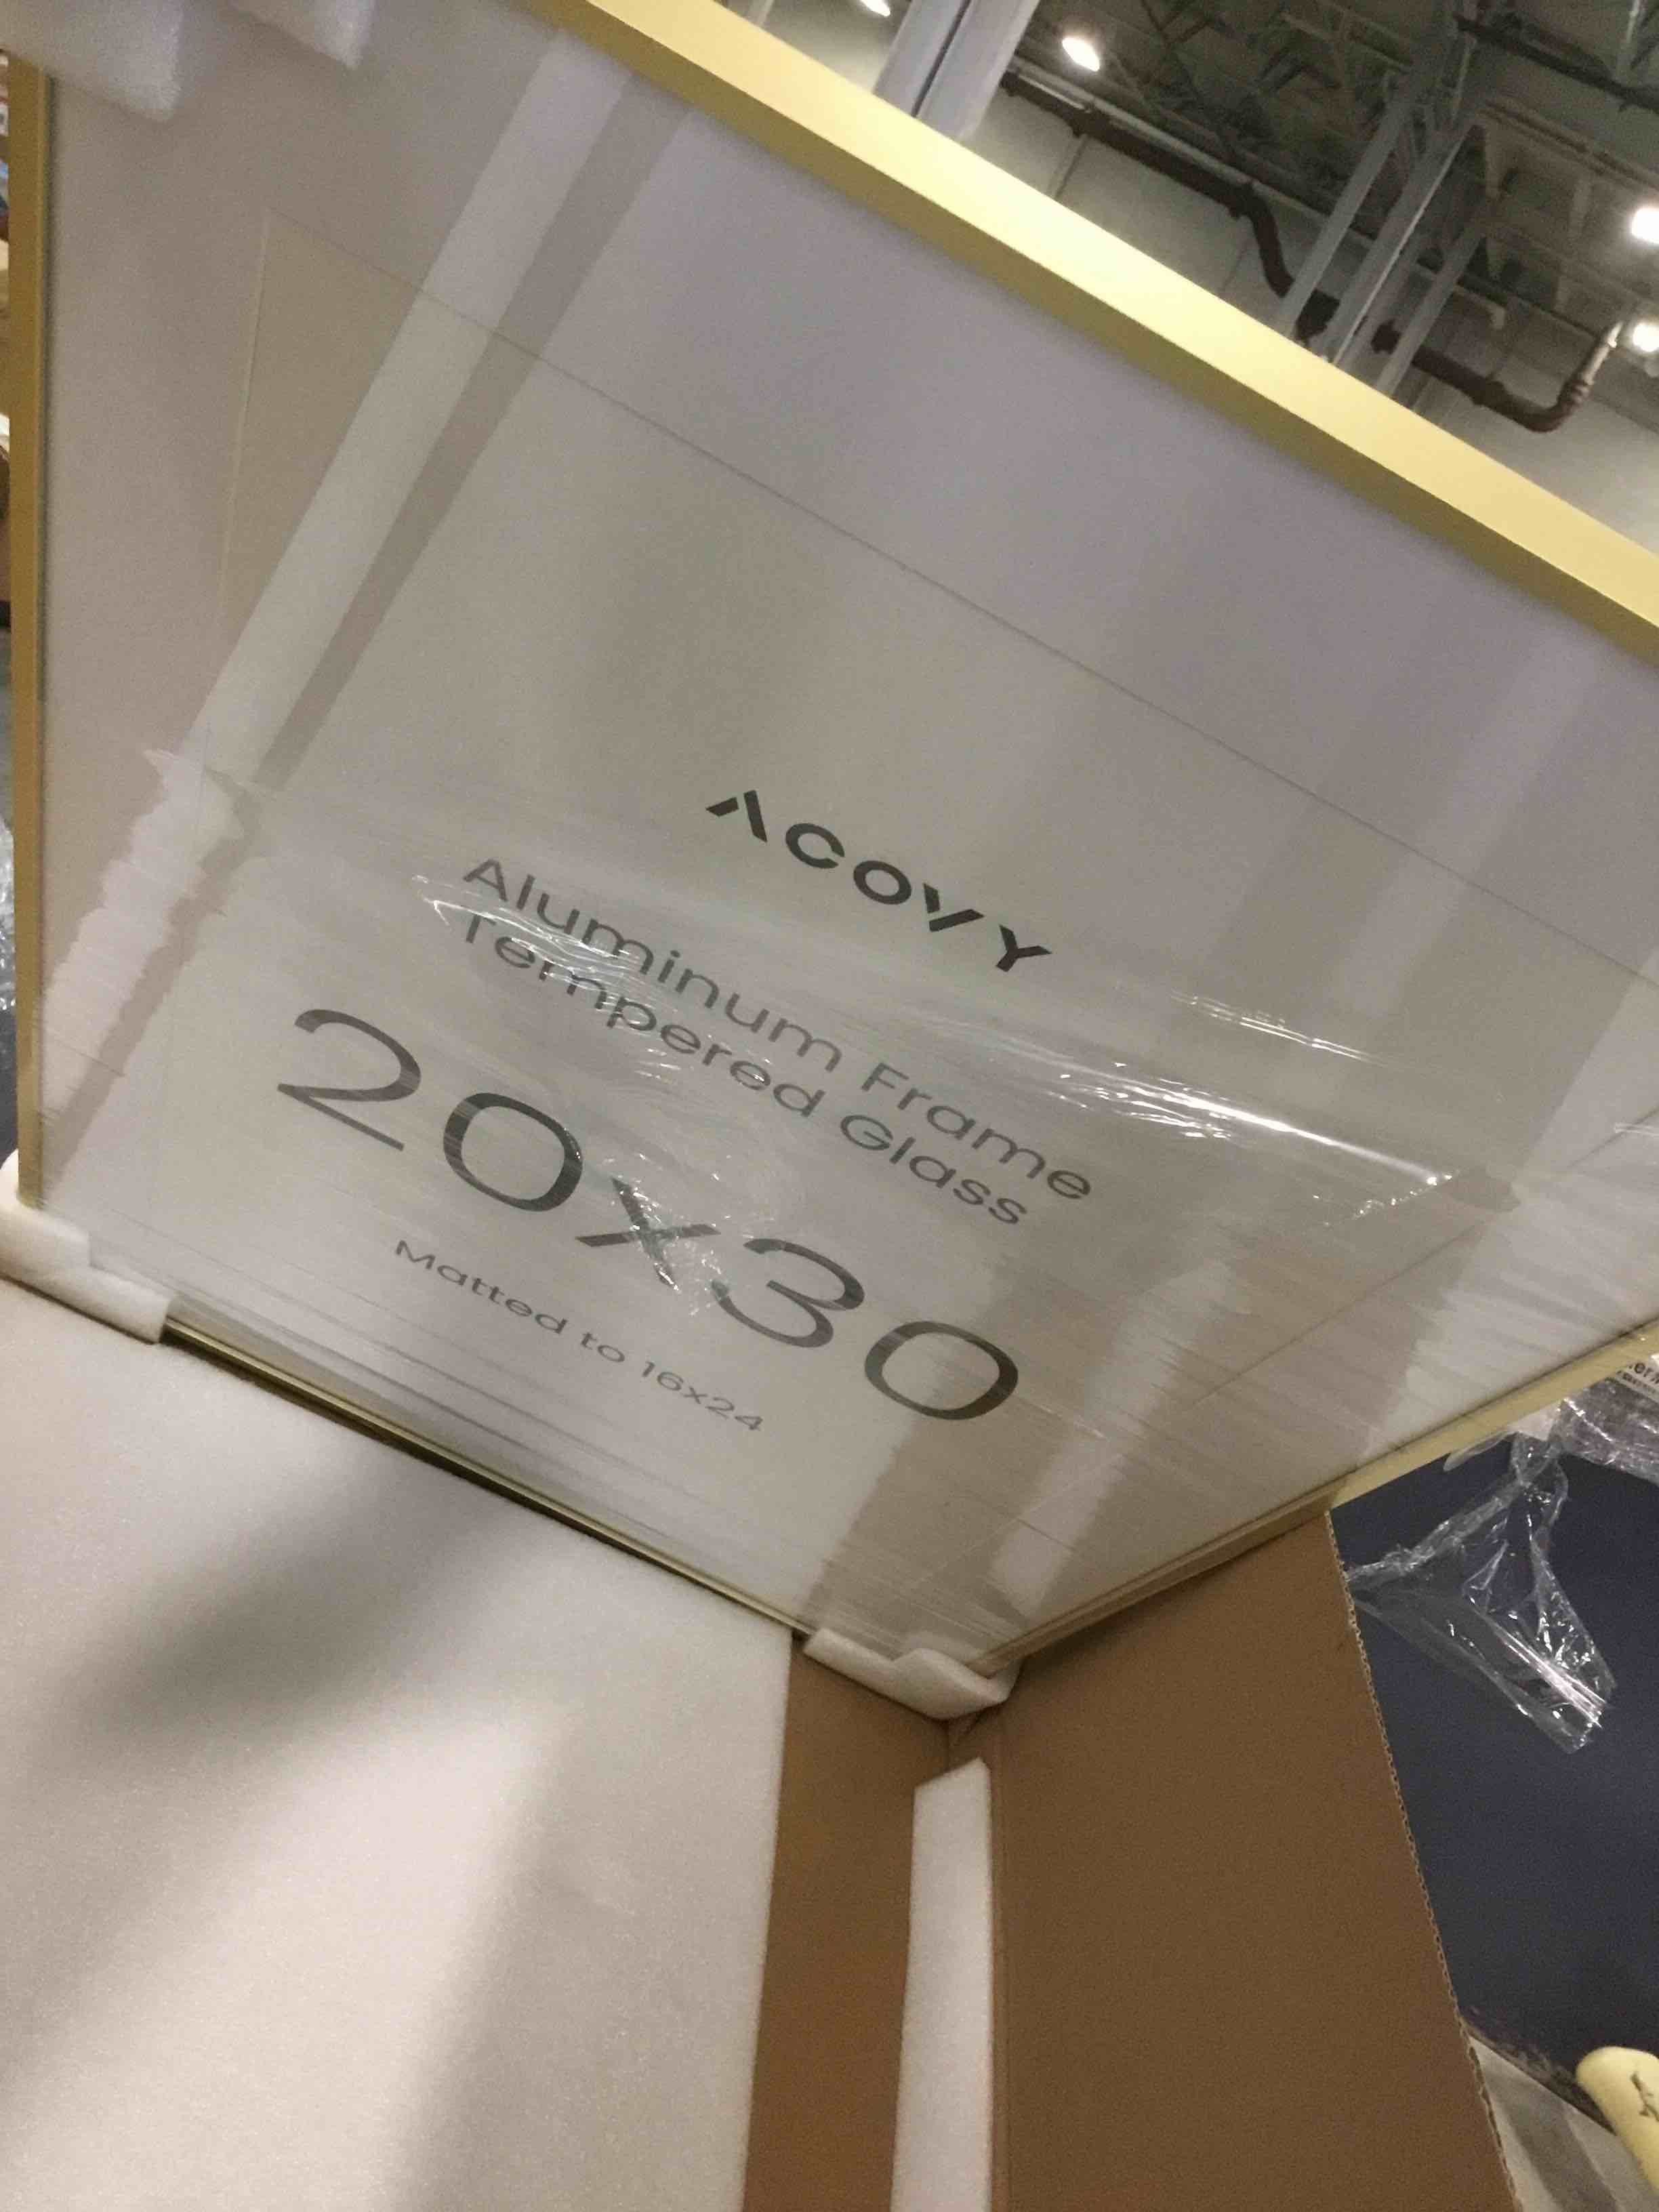 ACOVY
Aluminum Frame
Tempered Glass
20x30
Matted to 16x24